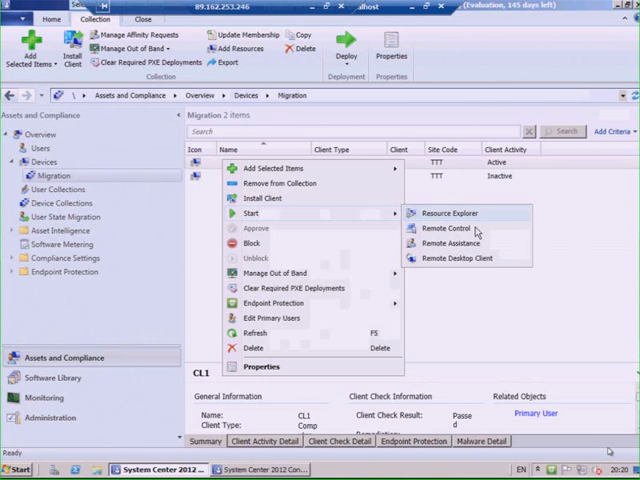 89.162.253.246
alhost
(Evaluation, 145 days left)
Home Collection Close
Add Selected Items
Install Client
Manage Affinity Requests
Manage Out of Band
Clear Required PXE Deployments
Update Membership
Add Resources
Export
Copy
Delete
Deploy
Properties
Collection Deployment Properties
\ Assets and Compliance Overview Devices Migration
Assets and Compliance
Overview
Users
Devices
Migration
User Collections
Device Collections
User State Migration
Asset Intelligence
Software Metering
Compliance Settings
Endpoint Protection
Assets and Compliance
Software Library
Monitoring
Administration
Migration 2 items
Search Search Add Criteria
Icon Name Client Type Client Site Code Client Activity
TTT Active
TTT Inactive
Add Selected Items
Remove from Collection
Install Client
Start
Approve
Block
Unblock
Manage Out of Band
Clear Required PXE Deployments
Endpoint Protection
Edit Primary Users
Refresh F5
Delete Delete
Properties
Resource Explorer
Remote Control
Remote Assistance
Remote Desktop Client
CL1
General Information Client Check Information Related Objects
Name: CL1 Client Check Result: Passe
d
Primary User
Client Type: Comp
Summary Client Activity Detail Client Check Detail Endpoint Protection Malware Detail
Ready
Start System Center 2012 ... System Center 2012 Con... EN 20:20